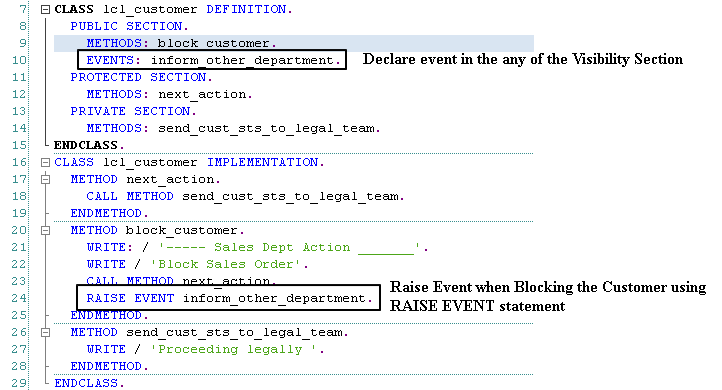 7 CLASS lcl_customer DEFINITION.
8 PUBLIC SECTION.
9 METHODS: block_customer.
10 EVENTS: inform_other_department. Declare event in the any of the Visibility Section
11 PROTECTED SECTION.
12 METHODS: next_action.
13 PRIVATE SECTION.
14 METHODS: send_cust_sts_to_legal_team.
15 ENDCLASS.
16 CLASS lcl_customer IMPLEMENTATION.
17 METHOD next_action.
18 CALL METHOD send_cust_sts_to_legal_team.
19 ENDMETHOD.
20 METHOD block_customer.
21 WRITE: / '----- Sales Dept Action _______'.
22 WRITE / 'Block Sales Order'.
23 CALL METHOD next_action.
24 RAISE EVENT inform_other_department.
Raise Event when Blocking the Customer using
RAISE EVENT statement
25 ENDMETHOD.
26 METHOD send_cust_sts_to_legal_team.
27 WRITE / 'Proceeding legally '.
28 ENDMETHOD.
29 ENDCLASS.